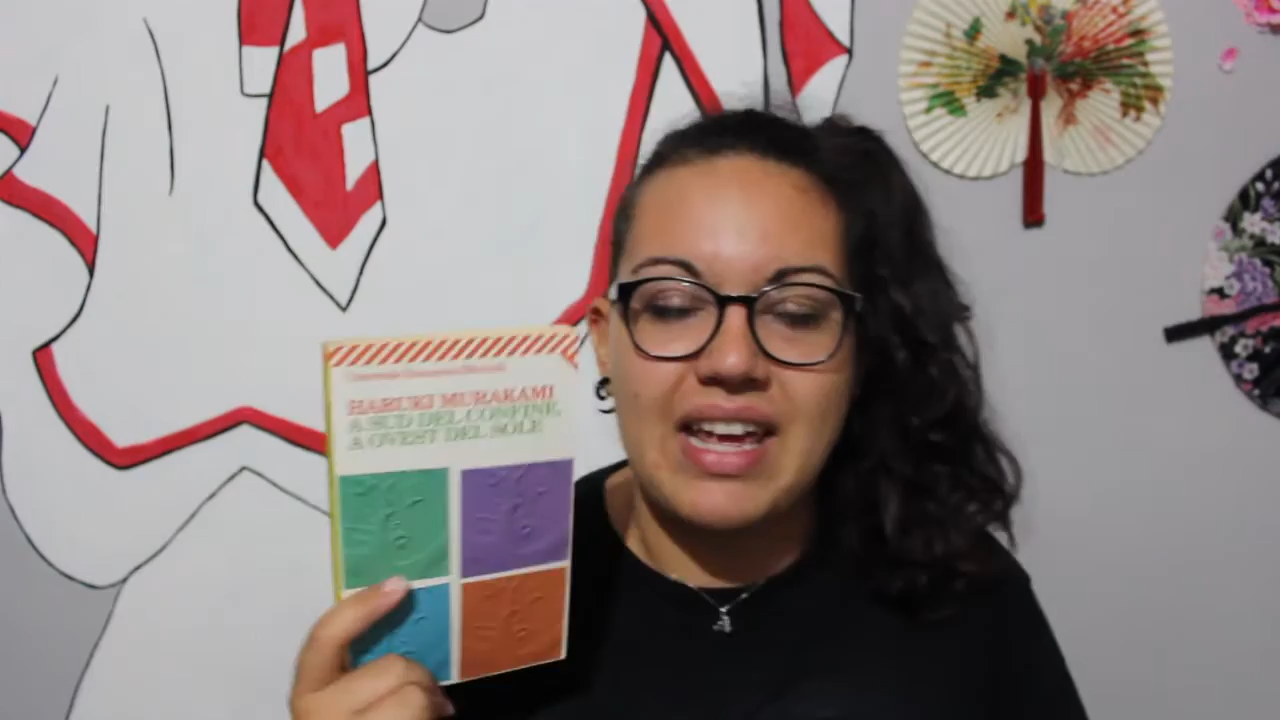 HARUKI MURAKAMI
A SUD DEL CONFINE,
A OVEST DEL SOLE